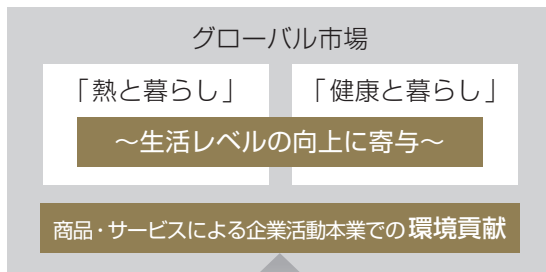 グローバル市場
「熱と暮らし」 「健康と暮らし」
～生活レベルの向上に寄与～
商品・サービスによる企業活動本業での環境貢献